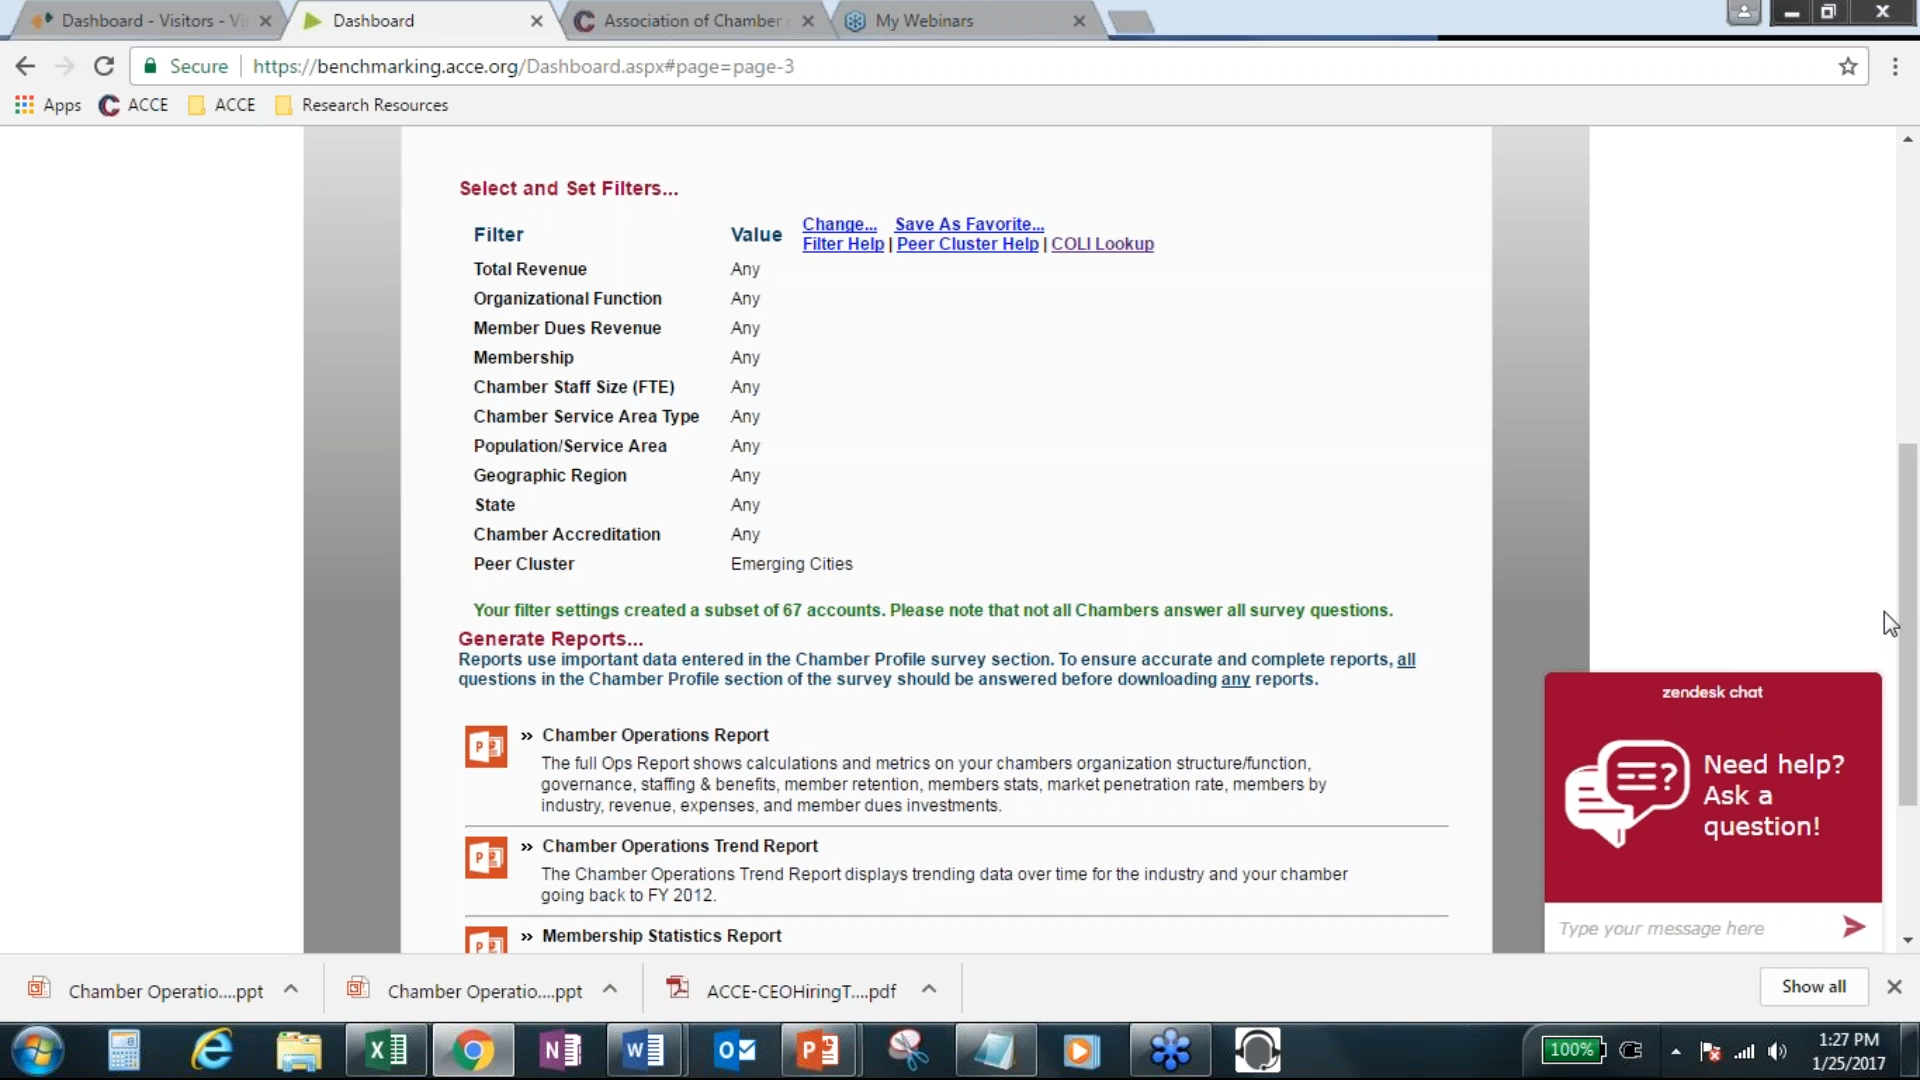 Dashboard - Visitors - Vi
Dashboard
Association of Chamber
My Webinars
Secure
https://benchmarking.acce.org/Dashboard.aspx#page=page-3
Apps
ACCE
ACCE
Research Resources
Select and Set Filters...
Filter Value Change... Save As Favorite...
Filter Help | Peer Cluster Help | COLI Lookup
Total Revenue Any
Organizational Function Any
Member Dues Revenue Any
Membership Any
Chamber Staff Size (FTE) Any
Chamber Service Area Type Any
Population/Service Area Any
Geographic Region Any
State Any
Chamber Accreditation Any
Peer Cluster Emerging Cities
Your filter settings created a subset of 67 accounts. Please note that not all Chambers answer all survey questions.
Generate Reports...
Reports use important data entered in the Chamber Profile survey section. To ensure accurate and complete reports, all
questions in the Chamber Profile section of the survey should be answered before downloading any reports.
» Chamber Operations Report
The full Ops Report shows calculations and metrics on your chambers organization structure/function,
governance, staffing & benefits, member retention, members stats, market penetration rate, members by
industry, revenue, expenses, and member dues investments.
» Chamber Operations Trend Report
The Chamber Operations Trend Report displays trending data over time for the industry and your chamber
going back to FY 2012.
» Membership Statistics Report
zendesk chat
Need help?
Ask a
question!
Type your message here
Chamber Operatio....ppt
Chamber Operatio....ppt
ACCE-CEOHiringT....pdf
Show all
100%
1:27 PM
1/25/2017